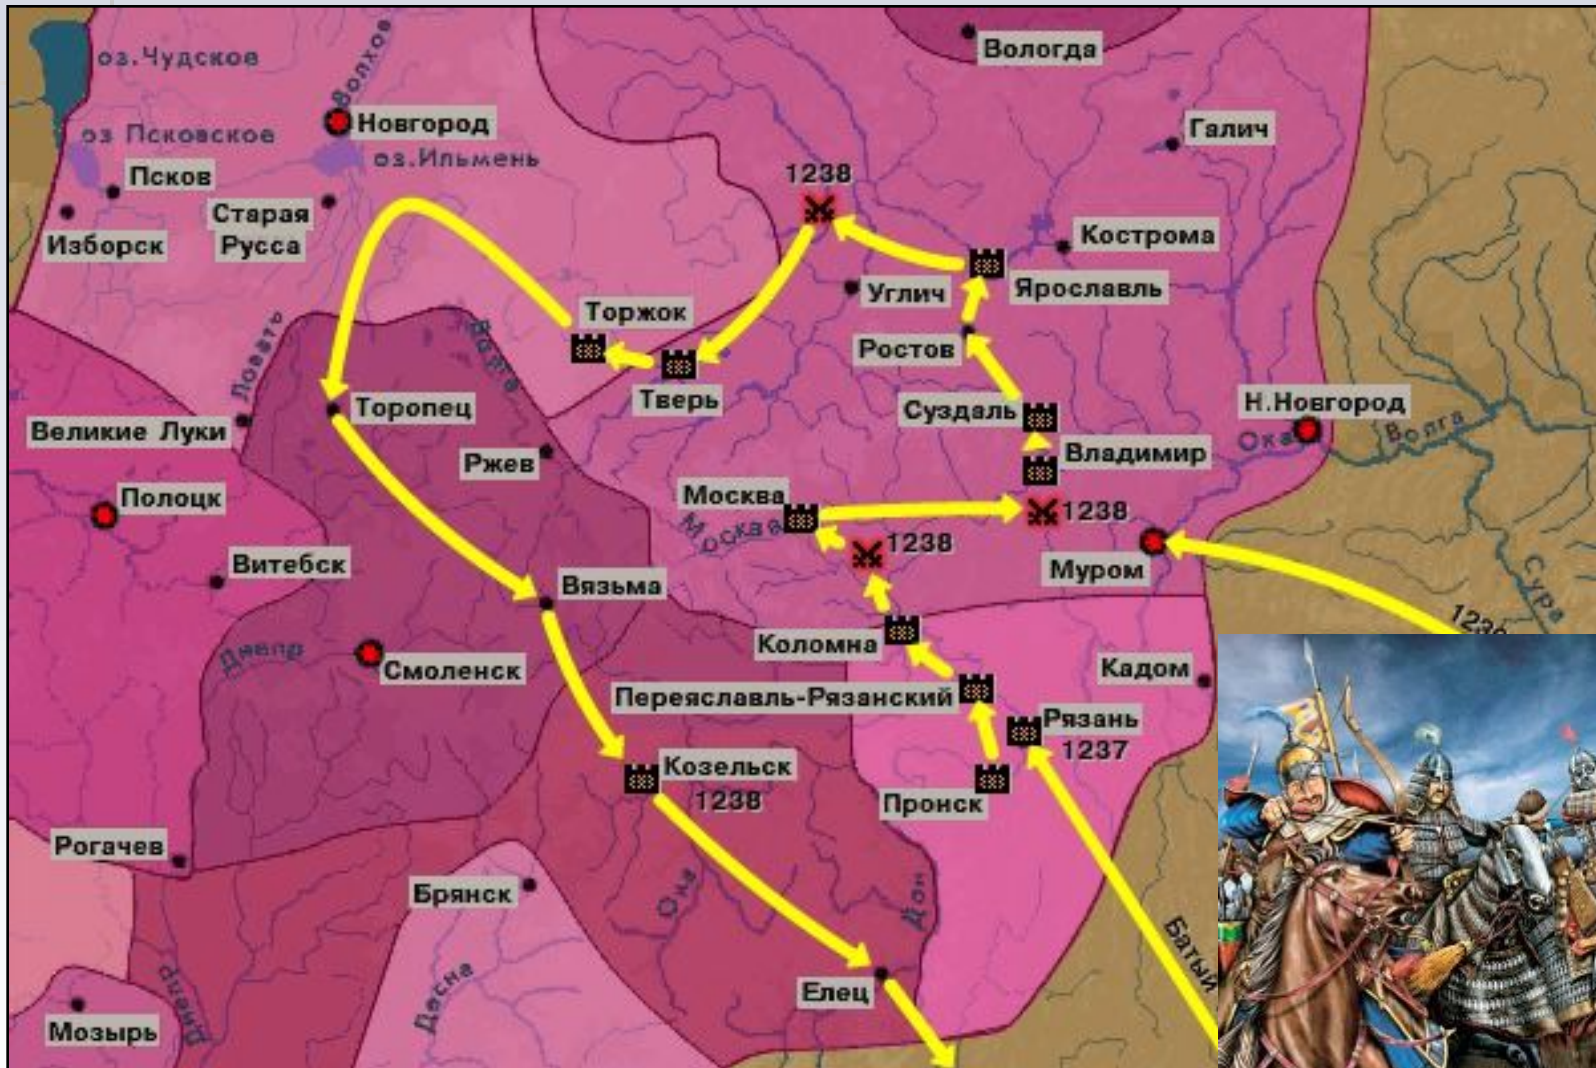 оз.Чудское
Волхов
Вологда
Новгород
Галич
оз Псковское
оз.Ильмень
Псков
1238
Старая
Русса
Изборск
Кострома
Углич
Ярославль
Торжок
Ростов
Ловать
Волга
Тверь
Торопец
Суздаль
Н.Новгород
Великие Луки
Ржев
Владимир
Ока
Волга
Полоцк
Москва
Москва
1238
1238
Витебск
Вязьма
Муром
Сура
Днепр
Смоленск
Коломна
Кадом
Переяславль-Рязанский
Рязань
1237
Козельск
1238
Пронск
Рогачев
Брянск
Ока
Дон
Батый
Десна
Днепр
Елец
Мозырь